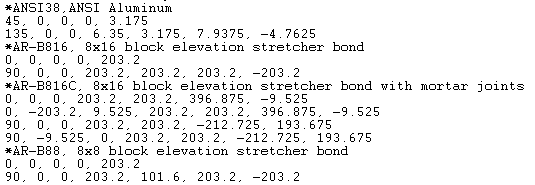 *ANSI38,ANSI Aluminum
45, 0, 0, 0, 3.175
135, 0, 0, 6.35, 3.175, 7.9375, -4.7625
*AR-B816, 8x16 block elevation stretcher bond
0, 0, 0, 0, 203.2
90, 0, 0, 203.2, 203.2, 203.2, -203.2
*AR-B816C, 8x16 block elevation stretcher bond with mortar joints
0, 0, 0, 203.2, 203.2, 396.875, -9.525
0, -203.2, 9.525, 203.2, 203.2, 396.875, -9.525
90, 0, 0, 203.2, 203.2, -212.725, 193.675
90, -9.525, 0, 203.2, 203.2, -212.725, 193.675
*AR-B88, 8x8 block elevation stretcher bond
0, 0, 0, 0, 203.2
90, 0, 0, 203.2, 101.6, 203.2, -203.2